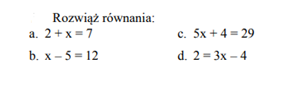 Rozwiąż równania:
a. 2 + x = 7 c. 5x + 4 = 29
b. x – 5 = 12 d. 2 = 3x – 4